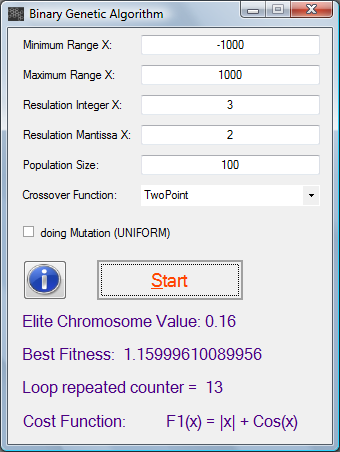 Binary Genetic Algorithm
Minimum Range X: -1000
Maximum Range X: 1000
Resulation Integer X: 3
Resulation Mantissa X: 2
Population Size: 100
Crossover Function: TwoPoint
doing Mutation (UNIFORM)
Start
Elite Chromosome Value: 0.16
Best Fitness: 1.15999610089956
Loop repeated counter = 13
Cost Function: F1(x) = |x| + Cos(x)